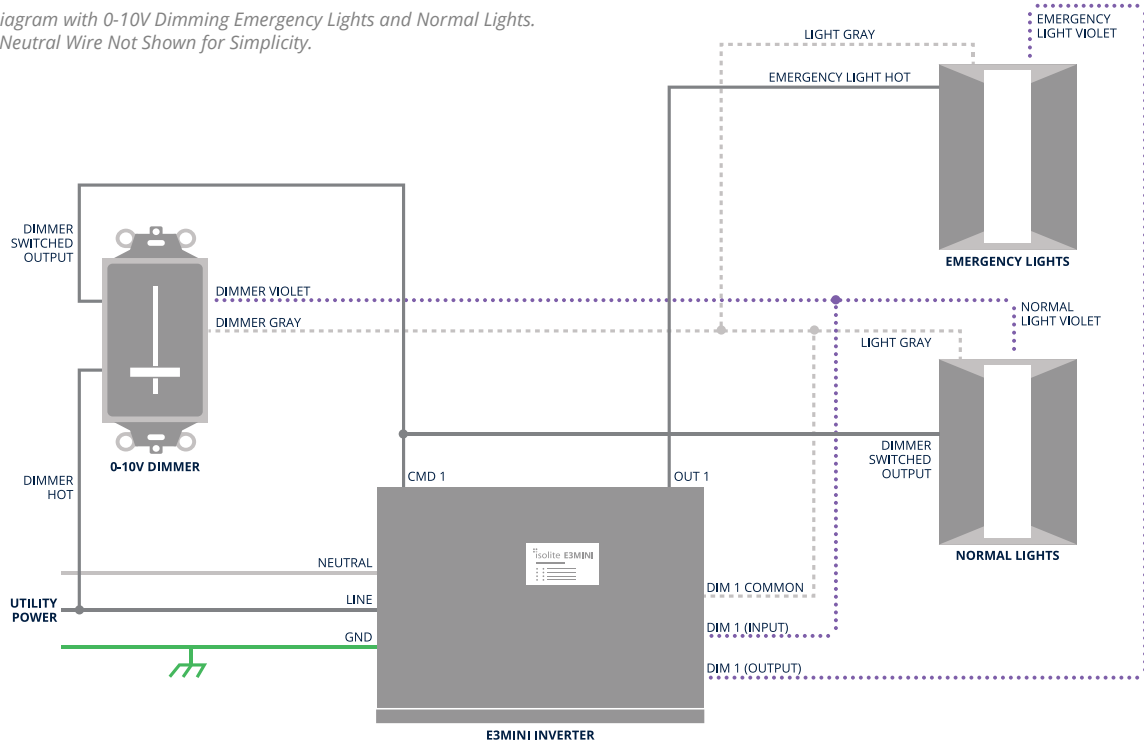 iagram with 0-10V Dimming Emergency Lights and Normal Lights.
Neutral Wire Not Shown for Simplicity.
EMERGENCY
LIGHT VIOLET
LIGHT GRAY
EMERGENCY LIGHT HOT
EMERGENCY LIGHTS
DIMMER
SWITCHED
OUTPUT
DIMMER VIOLET
DIMMER GRAY
NORMAL
LIGHT VIOLET
LIGHT GRAY
0-10V DIMMER
DIMMER
HOT
DIMMER
SWITCHED
OUTPUT
NORMAL LIGHTS
CMD 1
OUT 1
isolite E3MINI
NEUTRAL
UTILITY
POWER
LINE
GND
DIM 1 COMMON
DIM 1 (INPUT)
DIM 1 (OUTPUT)
E3MINI INVERTER